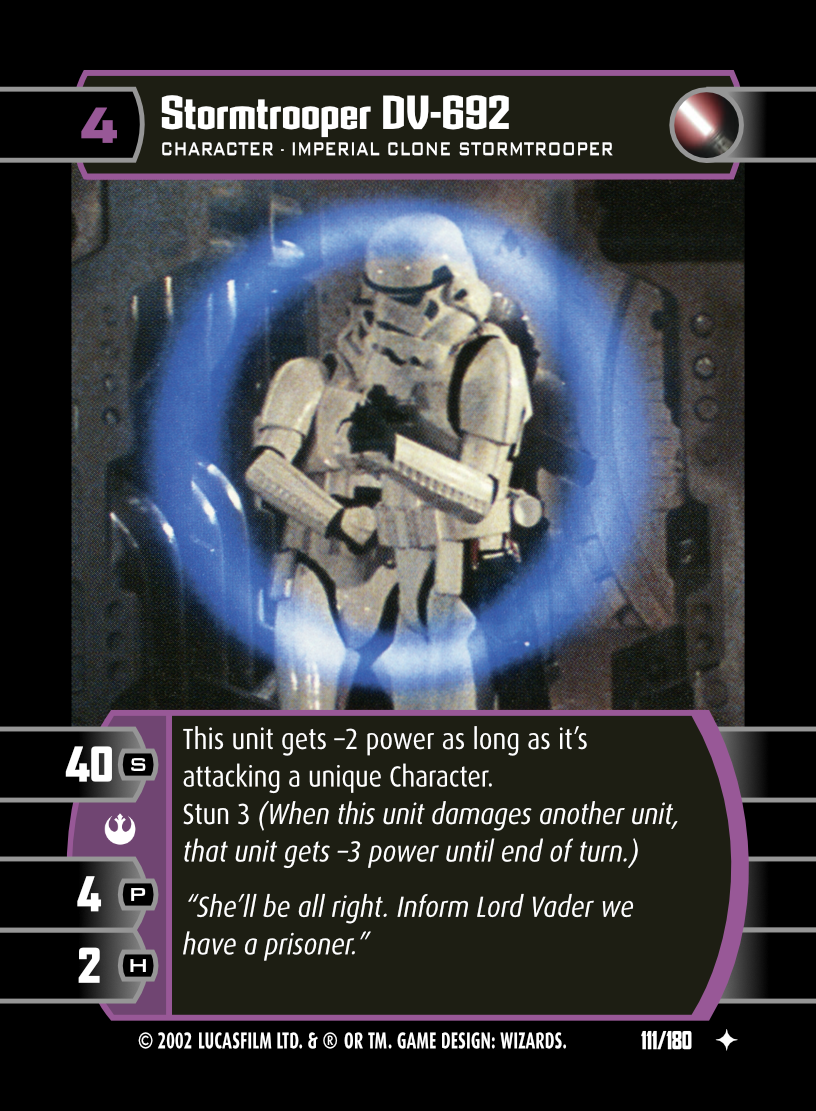 4
Stormtrooper DV-692
CHARACTER · IMPERIAL CLONE STORMTROOPER
40 S
4 P
2 H
This unit gets –2 power as long as it’s
attacking a unique Character.
Stun 3 (When this unit damages another unit,
that unit gets –3 power until end of turn.)
“She’ll be all right. Inform Lord Vader we
have a prisoner.”
© 2002 LUCASFILM LTD. & ® OR TM. GAME DESIGN: WIZARDS.
111/180